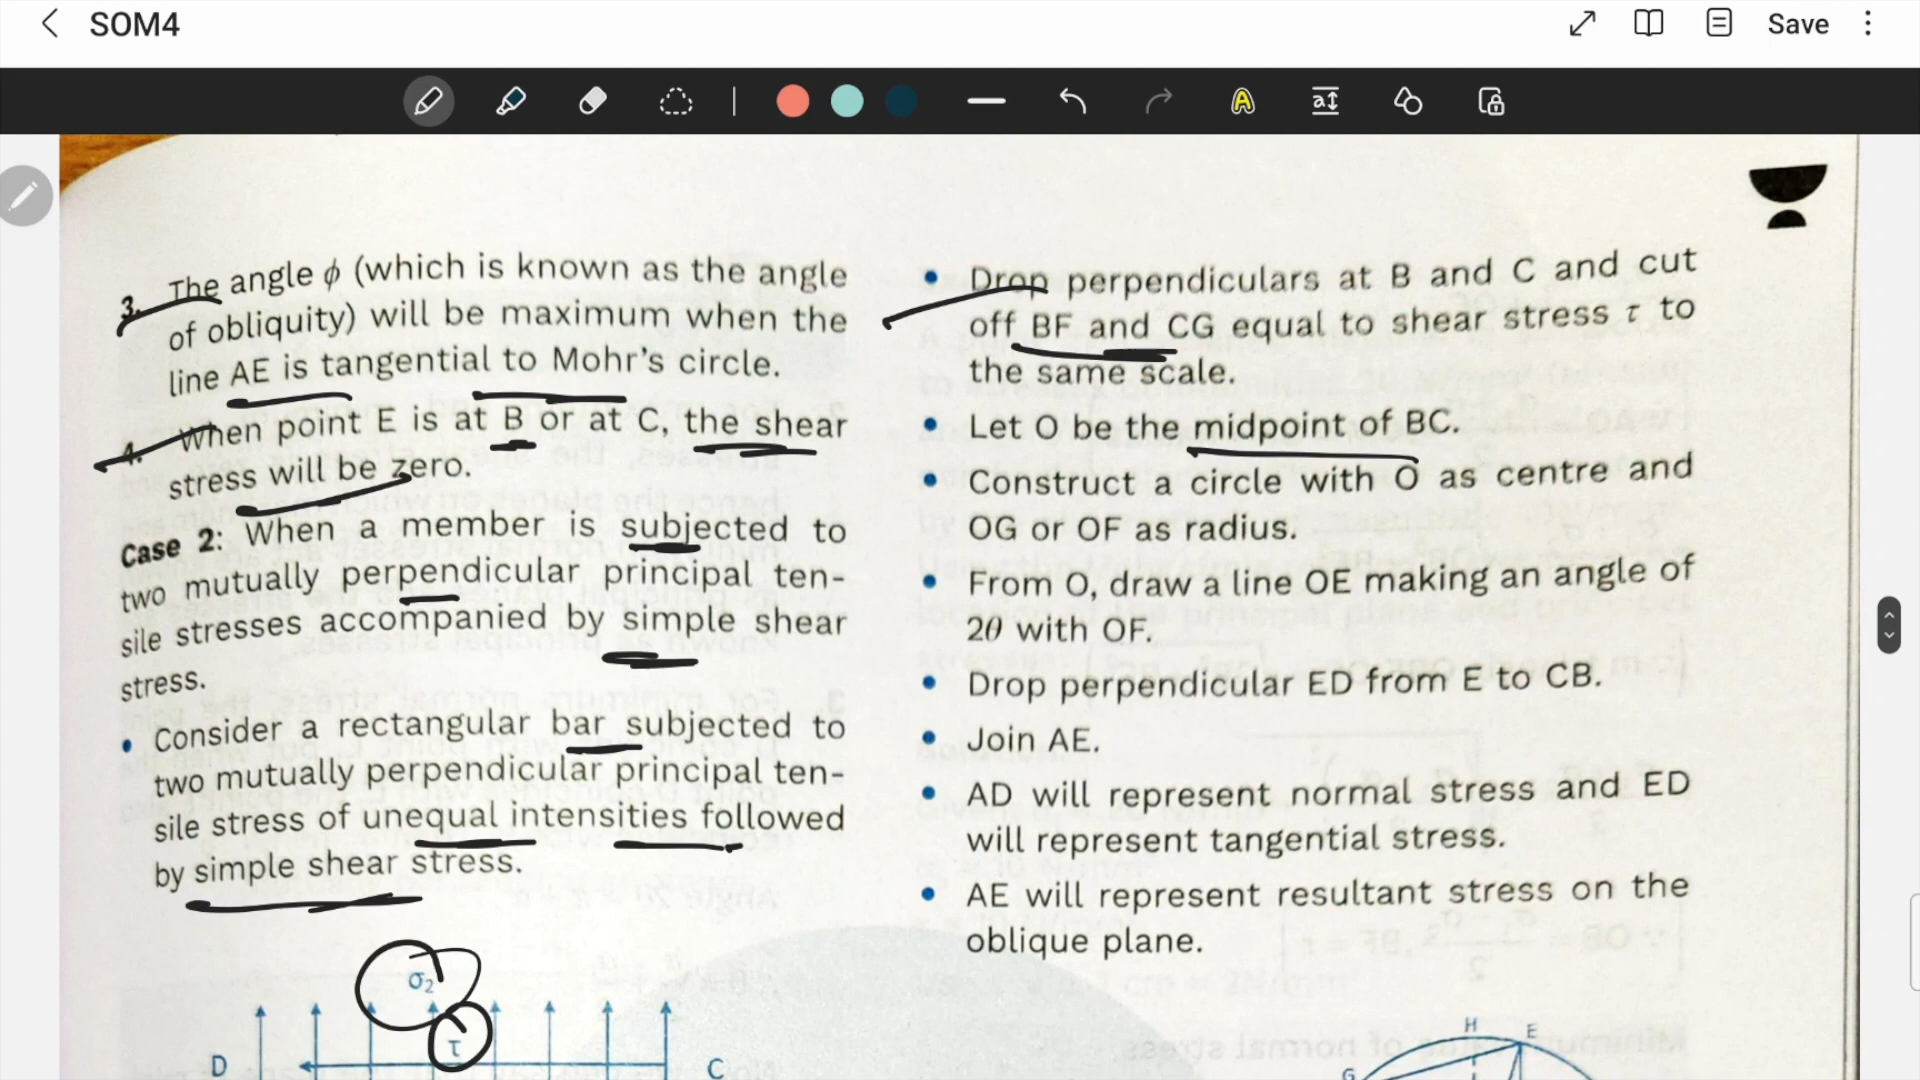 SOM4
Save
3. The angle ϕ (which is known as the angle
of obliquity) will be maximum when the
line AE is tangential to Mohr's circle.
4. When point E is at B or at C, the shear
stress will be zero.
Case 2: When a member is subjected to
two mutually perpendicular principal ten-
sile stresses accompanied by simple shear
stress.
• Consider a rectangular bar subjected to
two mutually perpendicular principal ten-
sile stress of unequal intensities followed
by simple shear stress.
σ2
τ
D
C
• Drop perpendiculars at B and C and cut
off BF and CG equal to shear stress τ to
the same scale.
• Let O be the midpoint of BC.
• Construct a circle with O as centre and
OG or OF as radius.
• From O, draw a line OE making an angle of
2θ with OF.
• Drop perpendicular ED from E to CB.
• Join AE.
• AD will represent normal stress and ED
will represent tangential stress.
• AE will represent resultant stress on the
oblique plane.
H
E
G